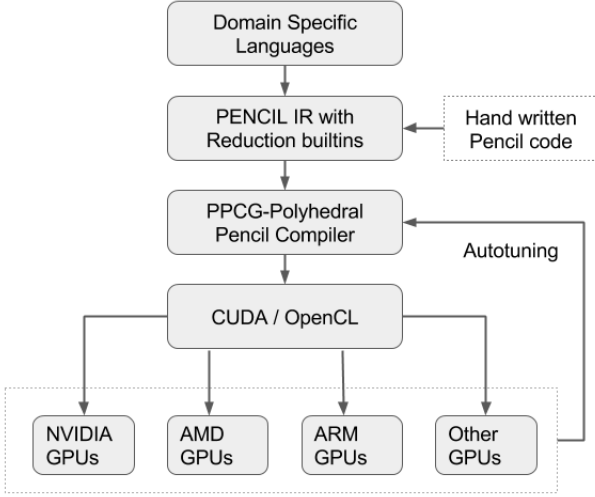 Domain Specific
Languages
PENCIL IR with
Reduction builtins
Hand written
Pencil code
PPCG-Polyhedral
Pencil Compiler
Autotuning
CUDA / OpenCL
NVIDIA
GPUs
AMD
GPUs
ARM
GPUs
Other
GPUs